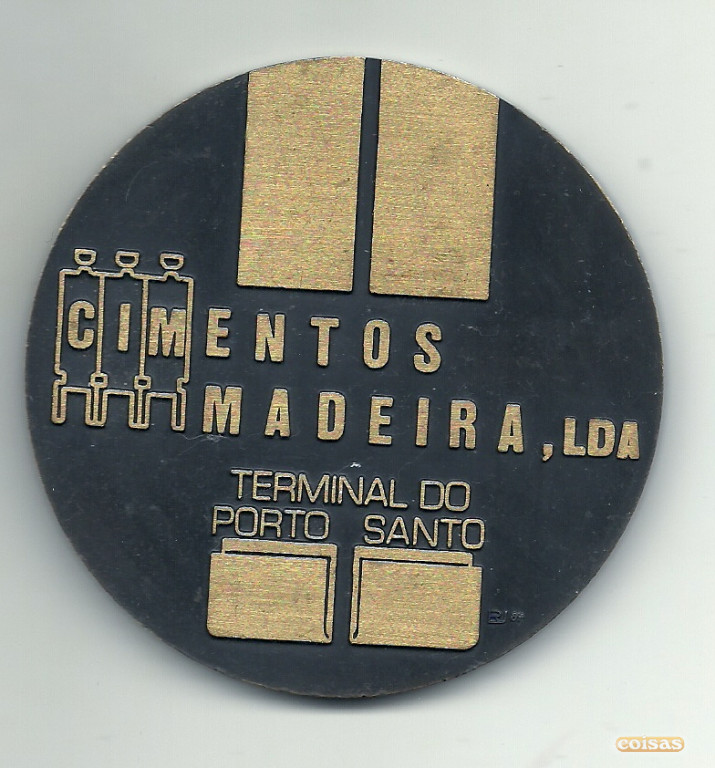 CIMENTOS
MADEIRA, LDA
TERMINAL DO
PORTO SANTO
coisas